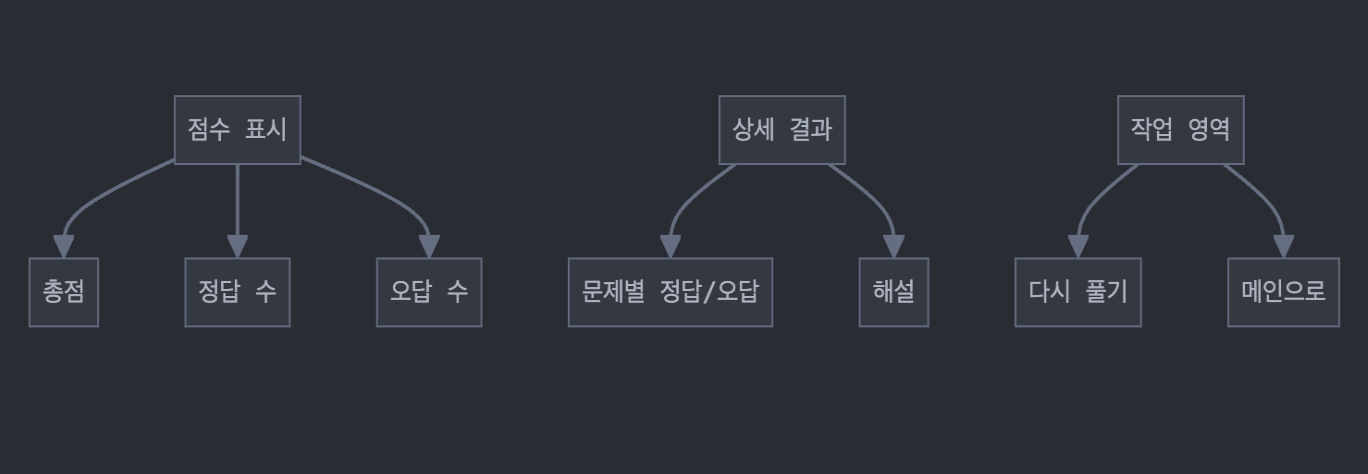 점수 표시
상세 결과
작업 영역
총점
정답 수
오답 수
문제별 정답/오답
해설
다시 풀기
메인으로